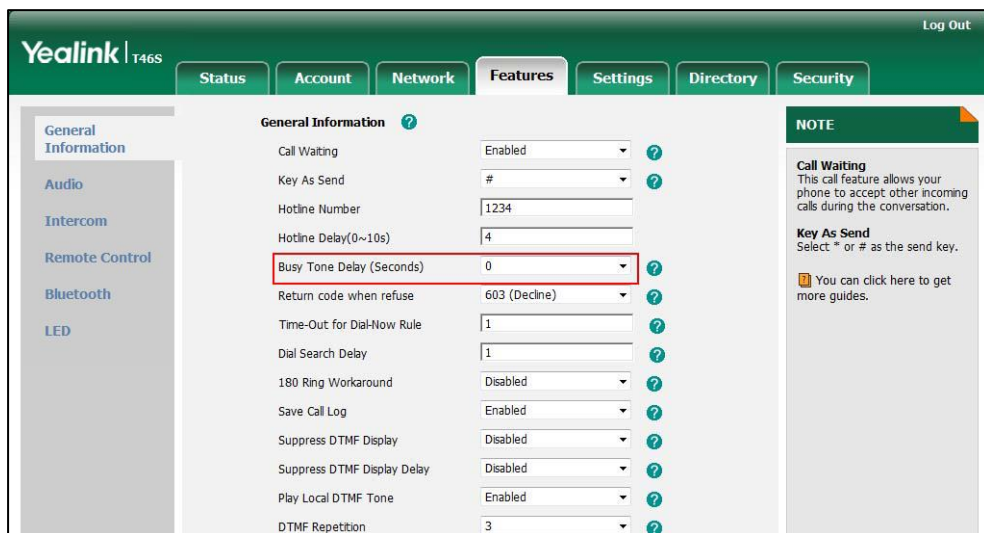 Log Out
Yealink T46S
Status Account Network Features Settings Directory Security
General
Information
Audio
Intercom
Remote Control
Bluetooth
LED
General Information ?
Call Waiting Enabled ?
Key As Send # ?
Hotline Number 1234
Hotline Delay(0~10s) 4
Busy Tone Delay (Seconds) 0 ?
Return code when refuse 603 (Decline) ?
Time-Out for Dial-Now Rule 1 ?
Dial Search Delay 1 ?
180 Ring Workaround Disabled ?
Save Call Log Enabled ?
Suppress DTMF Display Disabled ?
Suppress DTMF Display Delay Disabled ?
Play Local DTMF Tone Enabled ?
DTMF Repetition 3 ?
NOTE
Call Waiting
This call feature allows your
phone to accept other incoming
calls during the conversation.
Key As Send
Select * or # as the send key.
? You can click here to get
more guides.